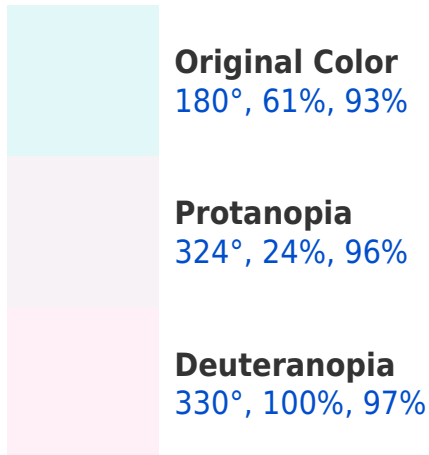 Original Color
180°, 61%, 93%
Protanopia
324°, 24%, 96%
Deuteranopia
330°, 100%, 97%